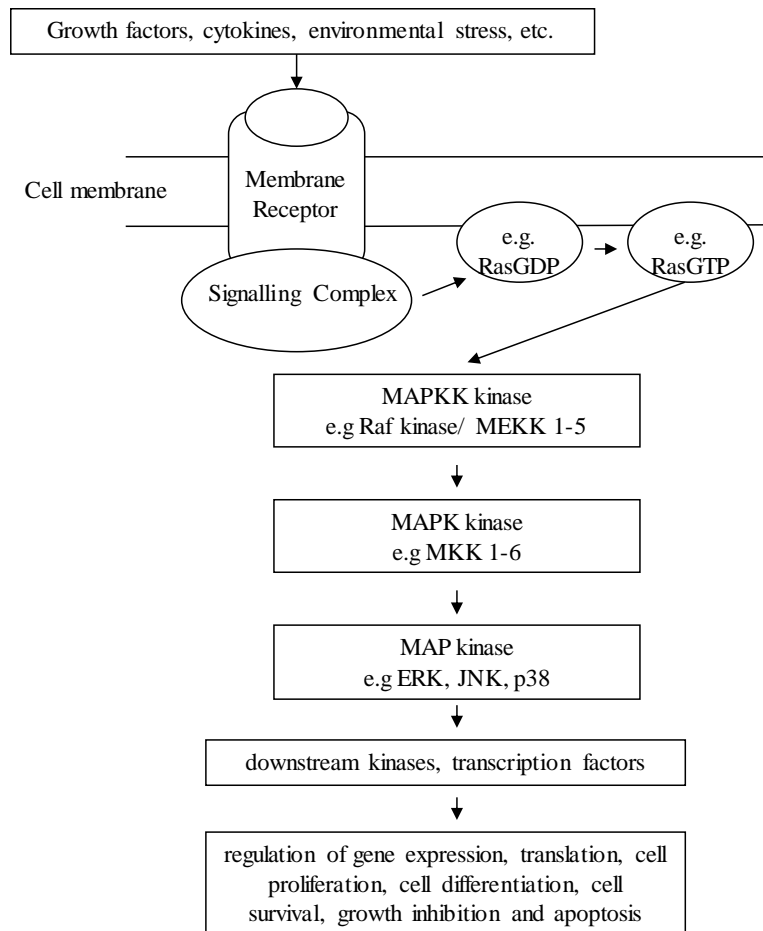 Growth factors, cytokines, environmental stress, etc.
Cell membrane
Membrane
Receptor
Signalling Complex
e.g.
RasGDP
e.g.
RasGTP
MAPKK kinase
e.g Raf kinase/ MEKK 1-5
MAPK kinase
e.g MKK 1-6
MAP kinase
e.g ERK, JNK, p38
downstream kinases, transcription factors
regulation of gene expression, translation, cell
proliferation, cell differentiation, cell
survival, growth inhibition and apoptosis